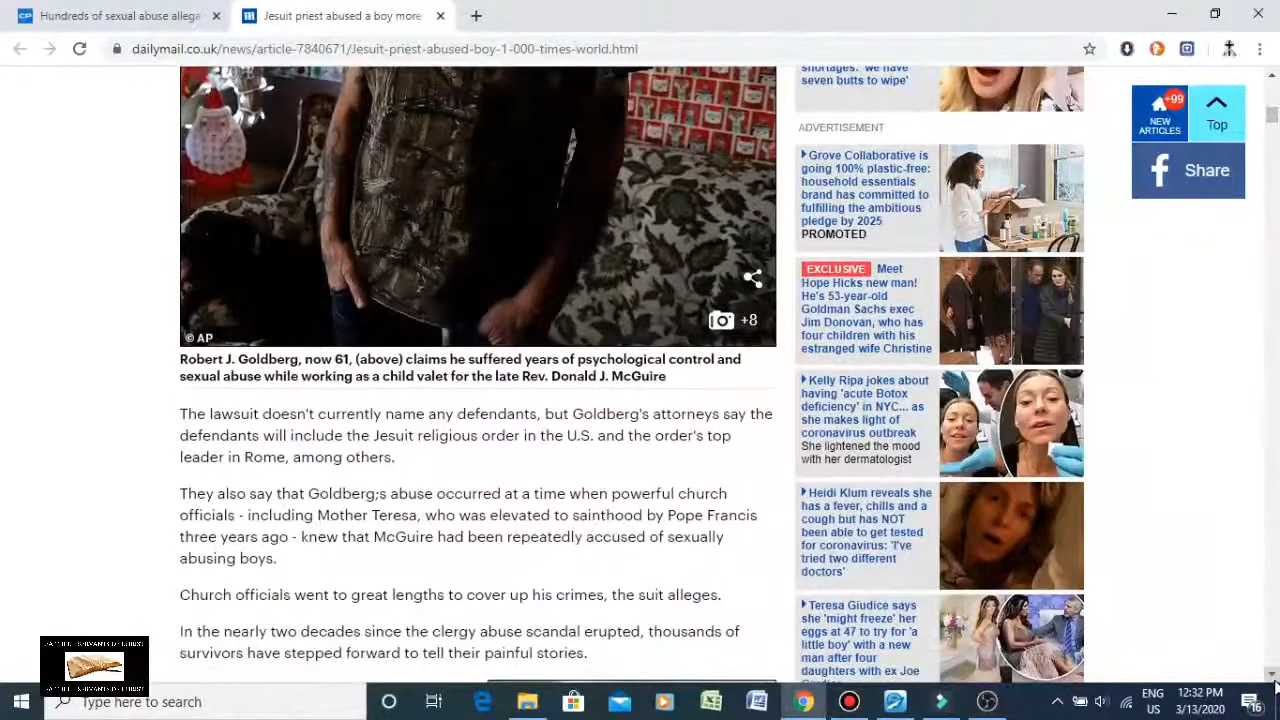 Hundreds of sexual abuse allega
Jesuit priest abused a boy more
dailymail.co.uk/news/article-7840671/Jesuit-priest-abused-boy-1-000-times-world.html
© AP
+8
Robert J. Goldberg, now 61, (above) claims he suffered years of psychological control and
sexual abuse while working as a child valet for the late Rev. Donald J. McGuire
The lawsuit doesn't currently name any defendants, but Goldberg's attorneys say the
defendants will include the Jesuit religious order in the U.S. and the order's top
leader in Rome, among others.
They also say that Goldberg;s abuse occurred at a time when powerful church
officials - including Mother Teresa, who was elevated to sainthood by Pope Francis
three years ago - knew that McGuire had been repeatedly accused of sexually
abusing boys.
Church officials went to great lengths to cover up his crimes, the suit alleges.
In the nearly two decades since the clergy abuse scandal erupted, thousands of
survivors have stepped forward to tell their painful stories.
shortages: 'we have
seven butts to wipe'
ADVERTISEMENT
Grove Collaborative is
going 100% plastic-free:
household essentials
brand has committed to
fulfilling the ambitious
pledge by 2025
PROMOTED
EXCLUSIVE Meet
Hope Hicks new man!
He's 53-year-old
Goldman Sachs exec
Jim Donovan, who has
four children with his
estranged wife Christine
Kelly Ripa jokes about
having 'acute Botox
deficiency' in NYC... as
she makes light of
coronavirus outbreak
She lightened the mood
with her dermatologist
Heidi Klum reveals she
has a fever, chills and a
cough but has NOT
been able to get tested
for coronavirus: 'I've
tried two different
doctors'
Teresa Giudice says
she 'might freeze' her
eggs at 47 to try for 'a
little boy' with a new
man after four
daughters with ex Joe
+99
NEW
ARTICLES
Top
Share
Type here to search
ENG
US
12:32 PM
3/13/2020
16